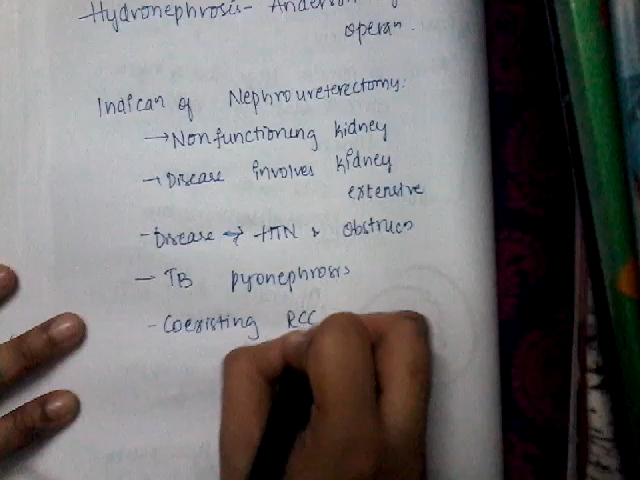 -Hydronephrosis- Anderson
operan.
Indican of Nephroureterectomy:
→Nonfunctioning kidney
→Disease involves kidney
extensive
-Disease → HTN & obstrucn
- TB pyonephrosis
- Coexisting RCC